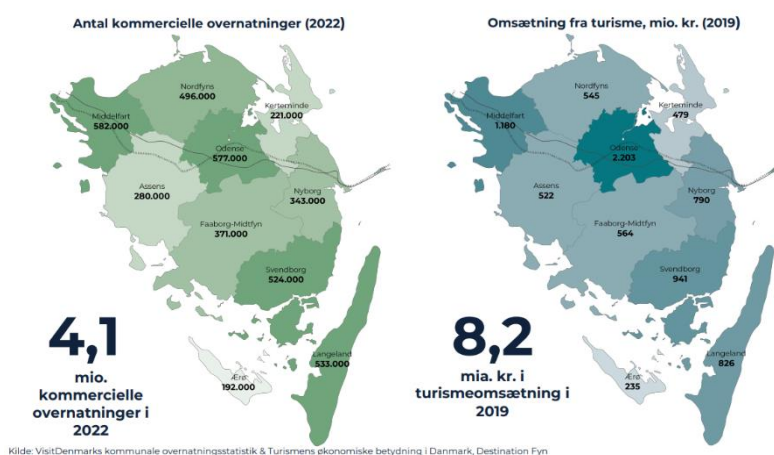 Antal kommercielle overnatninger (2022)
Nordfyns
496.000
Kerteminde
221.000
Middelfart
582.000
Odense
577.000
Assens
280.000
Nyborg
343.000
Faaborg-Midtfyn
371.000
Svendborg
524.000
Langeland
533.000
Ærø
192.000
4,1
mio.
kommercielle
overnatninger i
2022
Omsætning fra turisme, mio. kr. (2019)
Nordfyns
545
Kerteminde
479
Middelfart
1.180
Odense
2.203
Assens
522
Nyborg
790
Faaborg-Midtfyn
564
Svendborg
941
Langeland
826
Ærø
235
8,2
mia. kr. i
turismeomsætning i
2019
Kilde: VisitDenmarks kommunale overnatningsstatistik & Turismens økonomiske betydning i Danmark, Destination Fyn